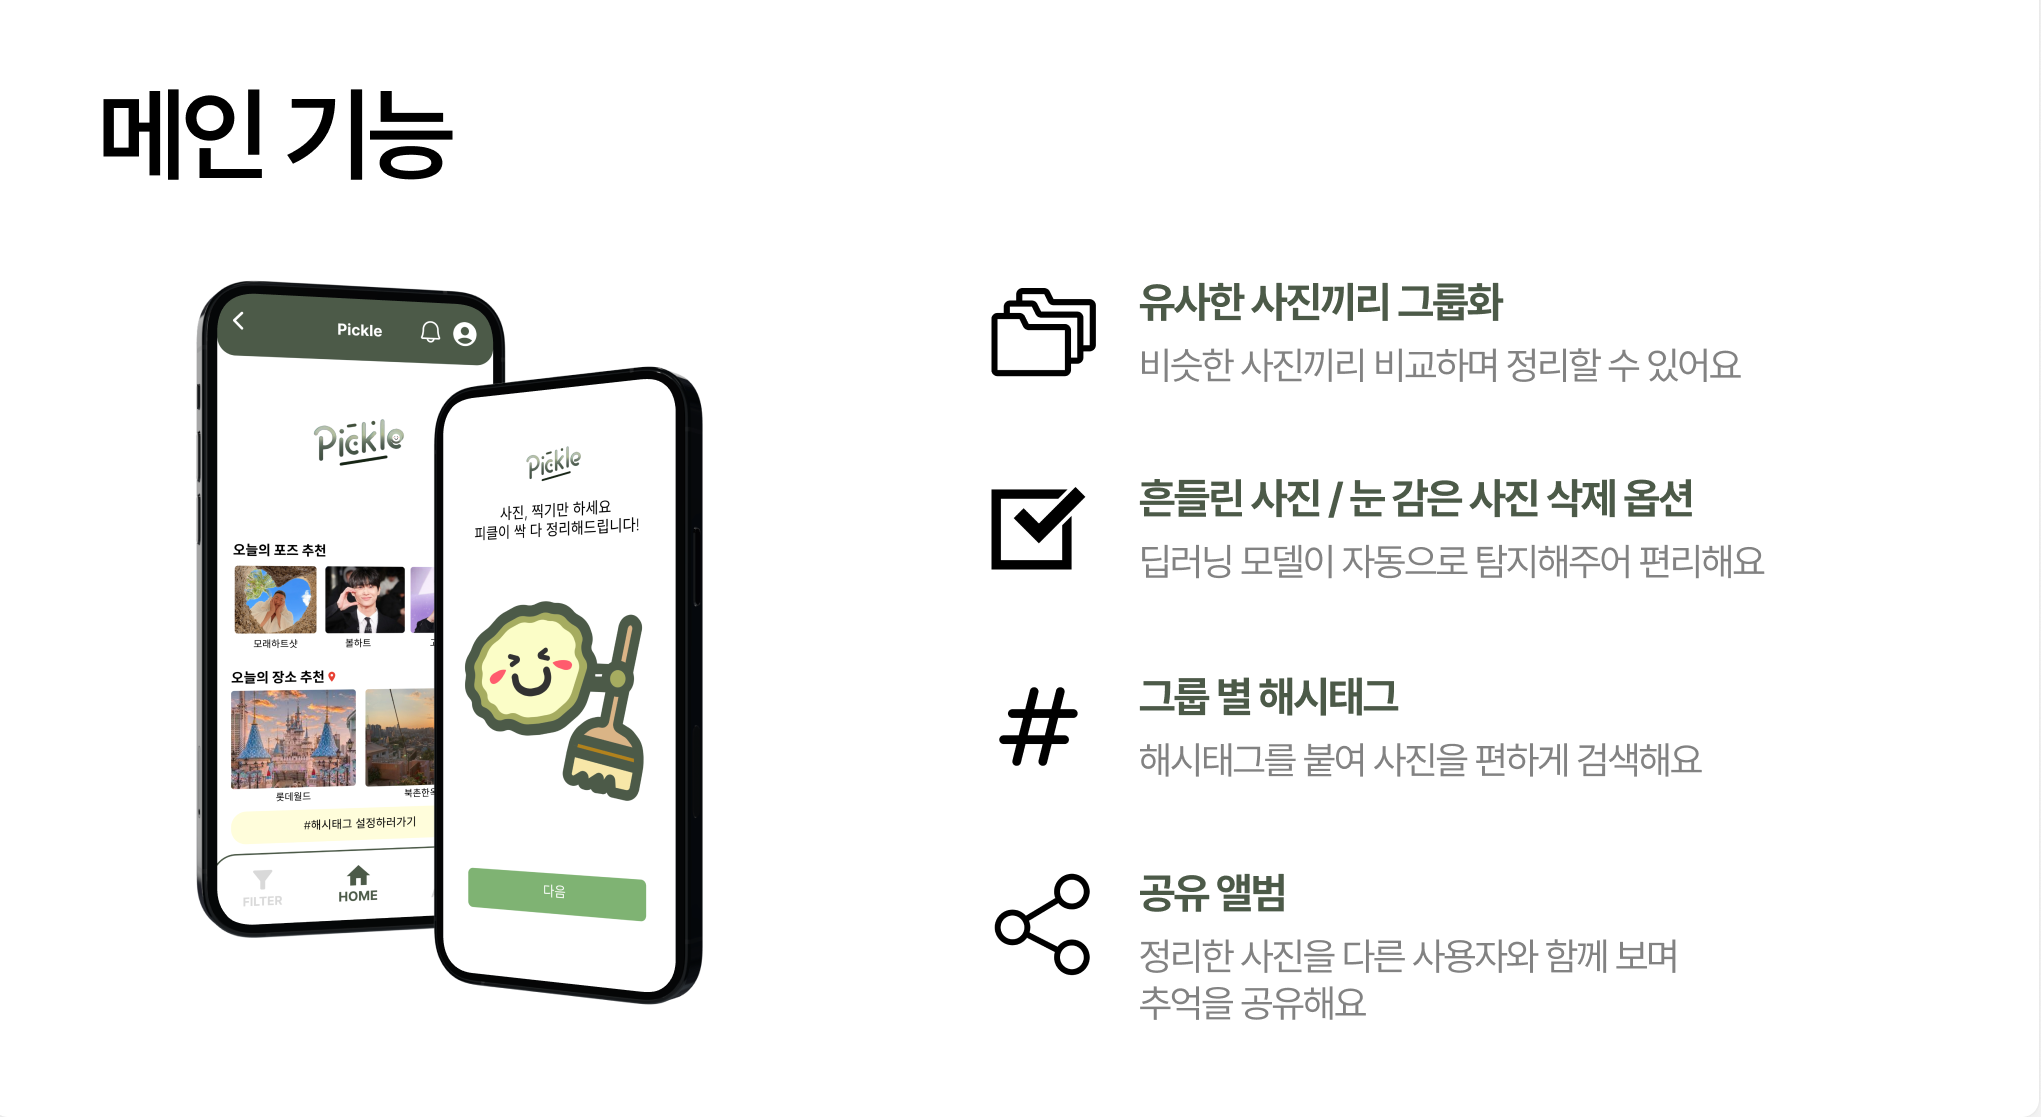 메인 기능
Pickle
Pickle
오늘의 포즈 추천
모래하트샷
볼하트
오늘의 장소 추천
롯데월드
#해시태그 설정하러가기
FILTER
HOME
Pickle
사진, 찍기만 하세요
피클이 싹 다 정리해드립니다!
다음
유사한 사진끼리 그룹화
비슷한 사진끼리 비교하며 정리할 수 있어요
흔들린 사진 / 눈 감은 사진 삭제 옵션
딥러닝 모델이 자동으로 탐지해주어 편리해요
그룹 별 해시태그
해시태그를 붙여 사진을 편하게 검색해요
공유 앨범
정리한 사진을 다른 사용자와 함께 보며
추억을 공유해요